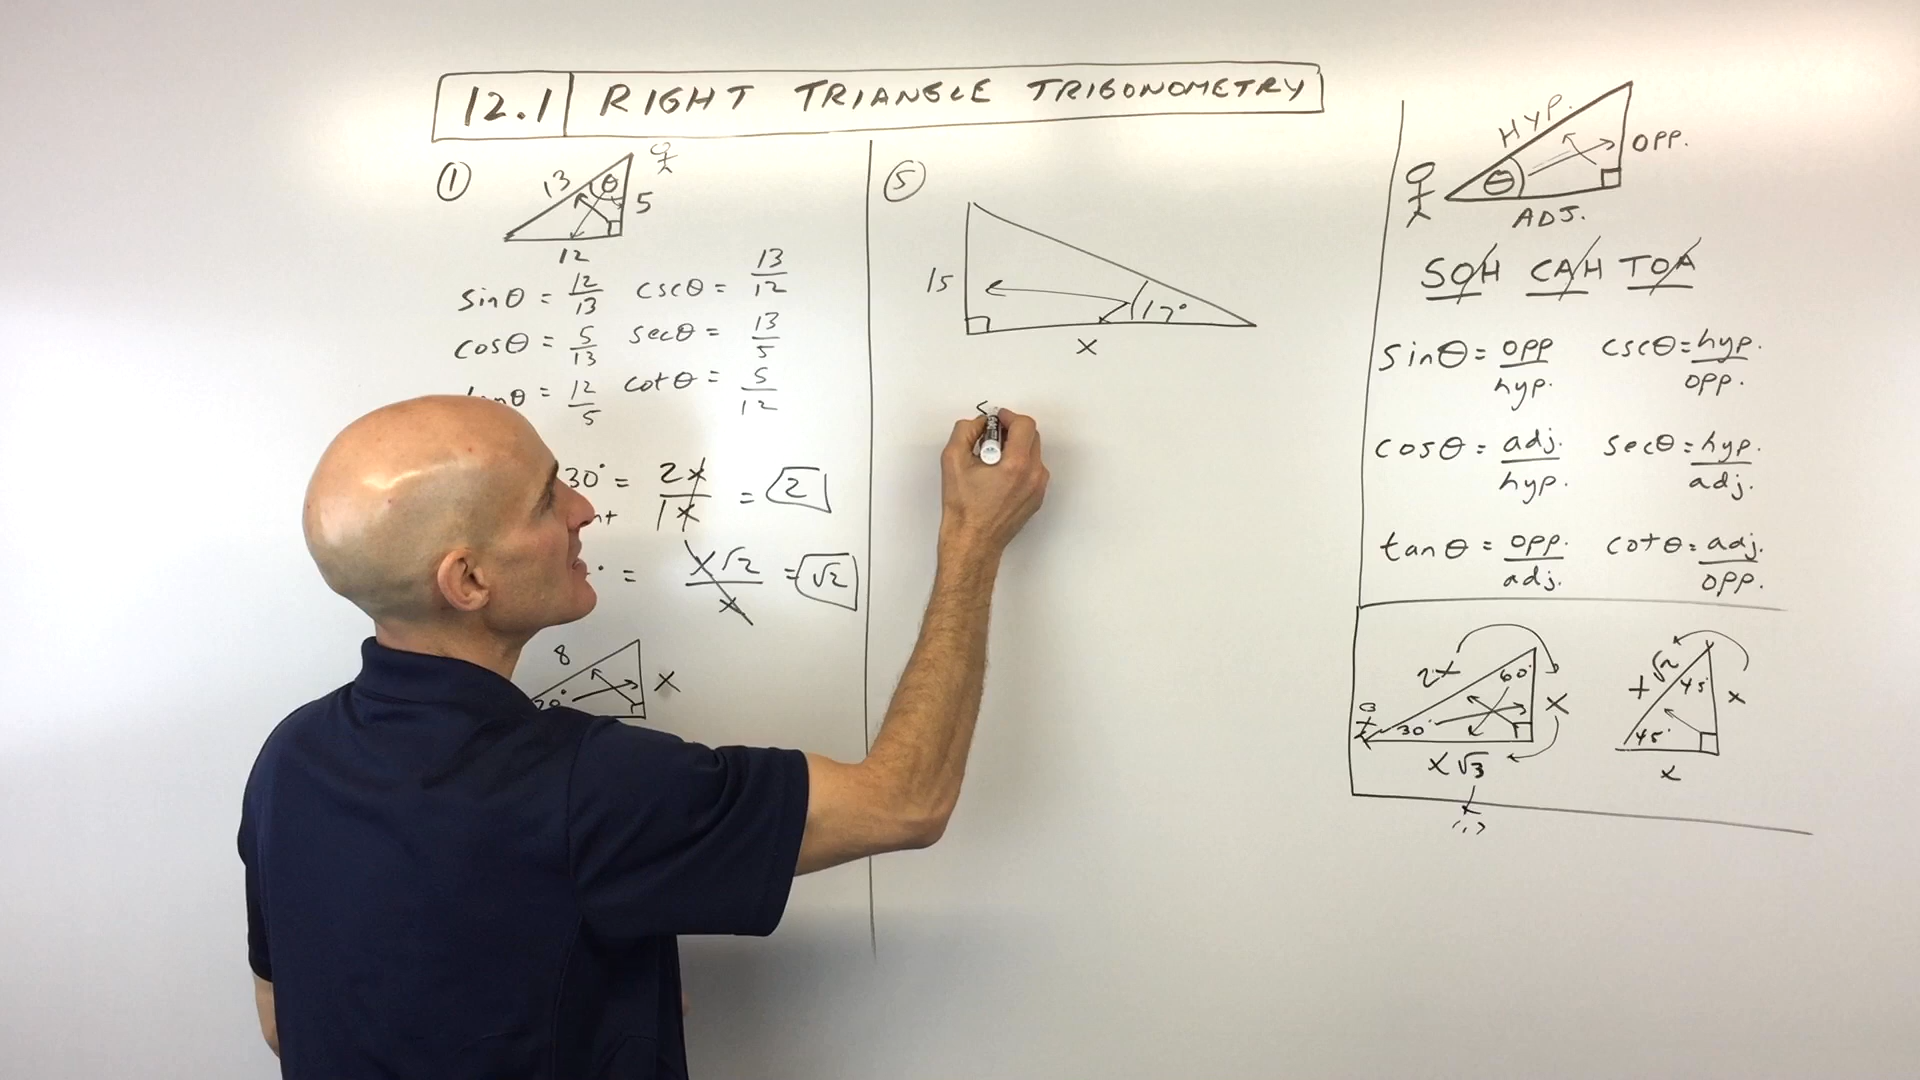 12.1 RIGHT TRIANGLE TRIGONOMETRY
①
13 θ 5
12
sinθ = 12/13 cscθ = 13/12
cosθ = 5/13 secθ = 13/5
θ = 12/5 cotθ = 5/12
30° = 2x/1x = 2
= x√2/x = √2
8
x
⑤
15
17°
x
HYP.
OPP.
θ
ADJ.
SOH CAH TOA
sinθ = opp/hyp. cscθ = hyp./opp.
cosθ = adj./hyp. secθ = hyp./adj.
tanθ = opp./adj. cotθ = adj./opp.
2x 60° x
30°
x√3
√2 45° x
45°
x